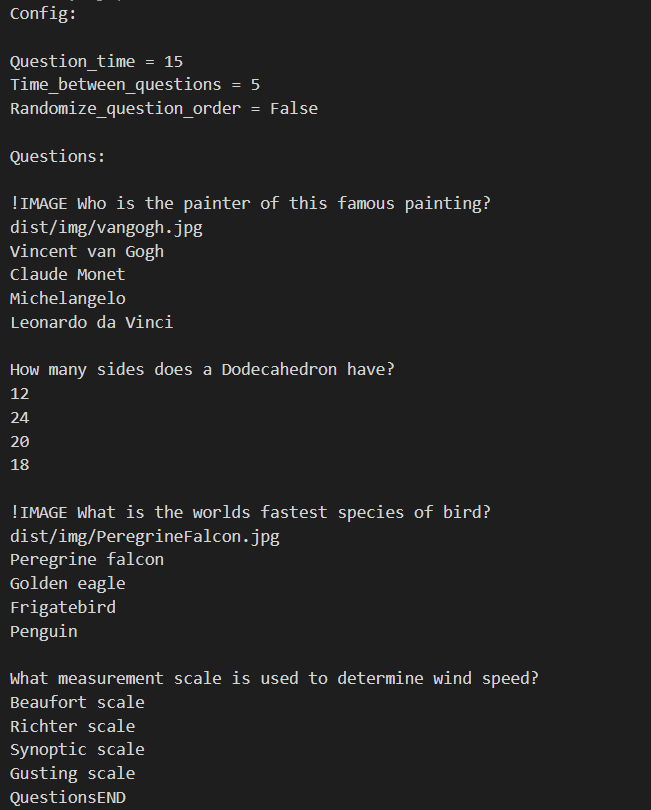 Config:
Question_time = 15
Time_between_questions = 5
Randomize_question_order = False
Questions:
!IMAGE Who is the painter of this famous painting?
dist/img/vangogh.jpg
Vincent van Gogh
Claude Monet
Michelangelo
Leonardo da Vinci
How many sides does a Dodecahedron have?
12
24
20
18
!IMAGE What is the worlds fastest species of bird?
dist/img/PeregrineFalcon.jpg
Peregrine falcon
Golden eagle
Frigatebird
Penguin
What measurement scale is used to determine wind speed?
Beaufort scale
Richter scale
Synoptic scale
Gusting scale
QuestionsEND